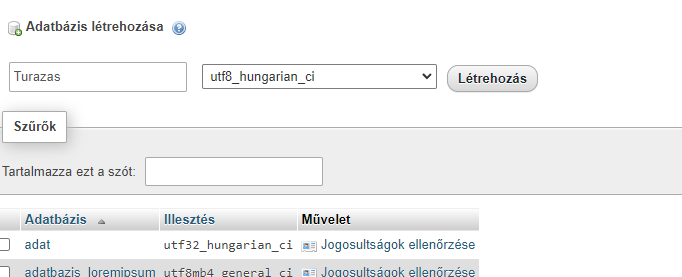 Adatbázis létrehozása
Turazas utf8_hungarian_ci Létrehozás
Szűrők
Tartalmazza ezt a szót:
Adatbázis Illesztés Művelet
adat utf32_hungarian_ci Jogosultságok ellenőrzése
adatbazis_loremipsum utf8mb4_general_ci Jogosultságok ellenőrzése